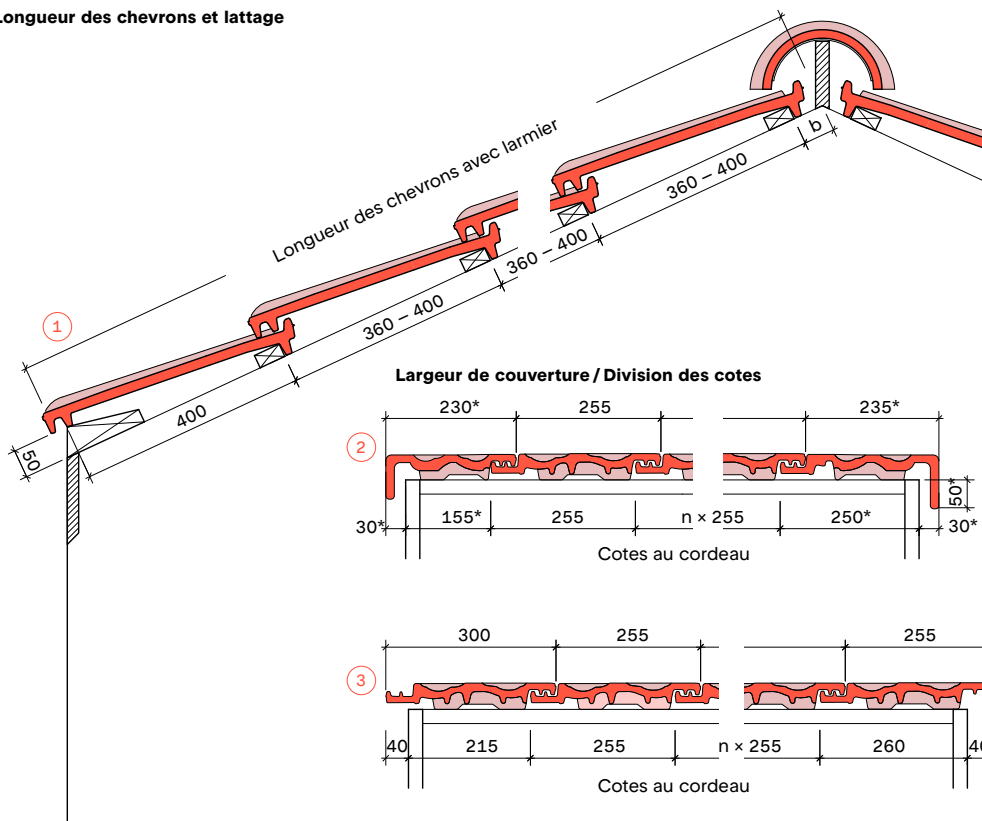 Longueur des chevrons et lattage
Longueur des chevrons avec larmier
b
360 – 400
360 – 400
360 – 400
400
50
1
Largeur de couverture / Division des cotes
230*
255
235*
2
50*
30*
155*
255
n × 255
250*
30*
Cotes au cordeau
300
255
255
3
40
215
255
n × 255
260
Cotes au cordeau